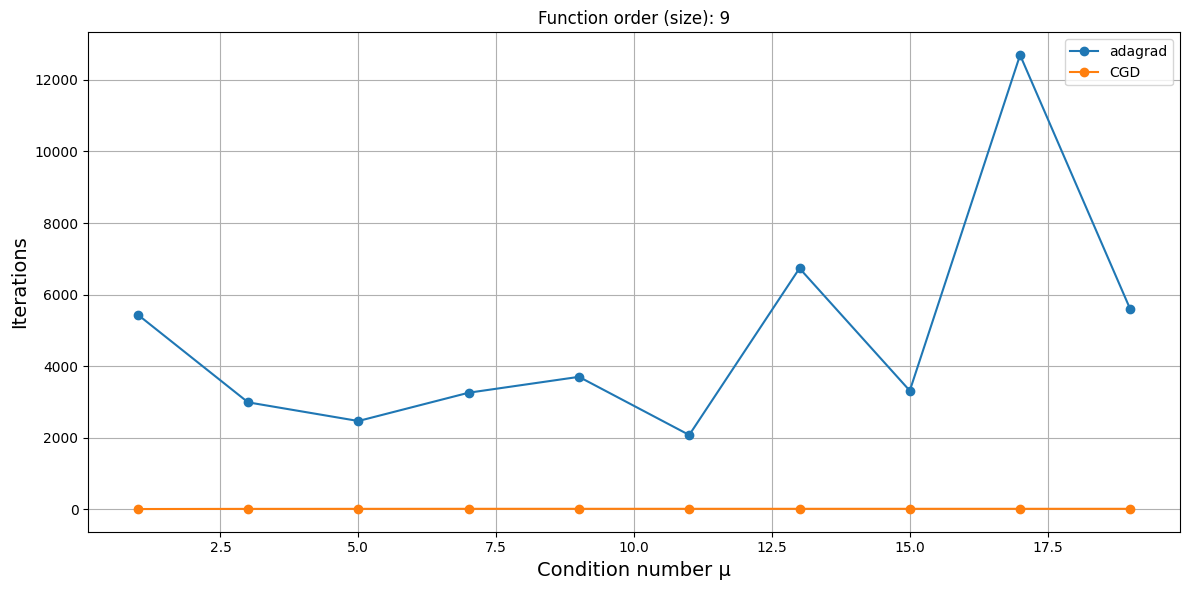 Function order (size): 9
adagrad
CGD
12000
10000
8000
6000
4000
2000
0
Iterations
2.5 5.0 7.5 10.0 12.5 15.0 17.5
Condition number μ